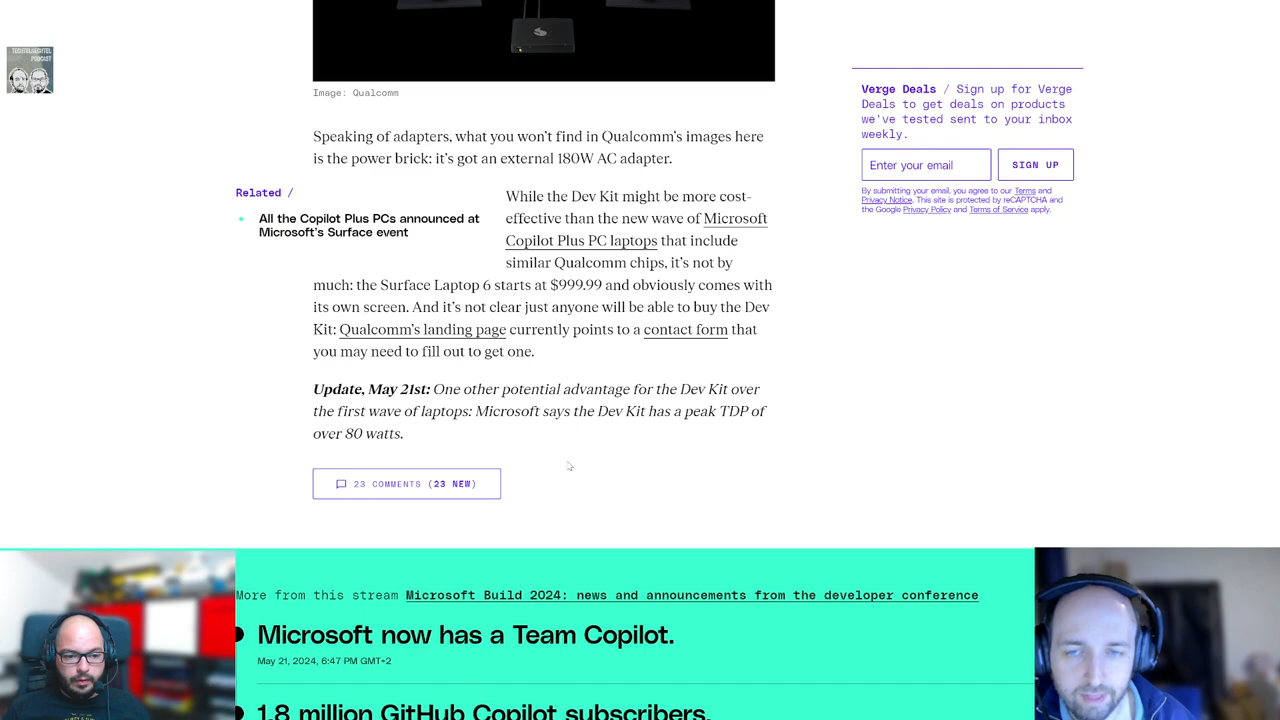 TECHTELMECHTEL
PODCAST
Image: Qualcomm
Speaking of adapters, what you won't find in Qualcomm's images here
is the power brick: it's got an external 180W AC adapter.
Related /
All the Copilot Plus PCs announced at
Microsoft's Surface event
While the Dev Kit might be more cost-
effective than the new wave of Microsoft
Copilot Plus PC laptops that include
similar Qualcomm chips, it's not by
much: the Surface Laptop 6 starts at $999.99 and obviously comes with
its own screen. And it's not clear just anyone will be able to buy the Dev
Kit: Qualcomm's landing page currently points to a contact form that
you may need to fill out to get one.
Update, May 21st: One other potential advantage for the Dev Kit over
the first wave of laptops: Microsoft says the Dev Kit has a peak TDP of
over 80 watts.
23 COMMENTS (23 NEW)
Verge Deals / Sign up for Verge
Deals to get deals on products
we've tested sent to your inbox
weekly.
Enter your email
SIGN UP
By submitting your email, you agree to our Terms and
Privacy Notice. This site is protected by reCAPTCHA and
the Google Privacy Policy and Terms of Service apply.
More from this stream Microsoft Build 2024: news and announcements from the developer conference
Microsoft now has a Team Copilot.
May 21, 2024, 6:47 PM GMT+2
1.8 million GitHub Copilot subscribers.